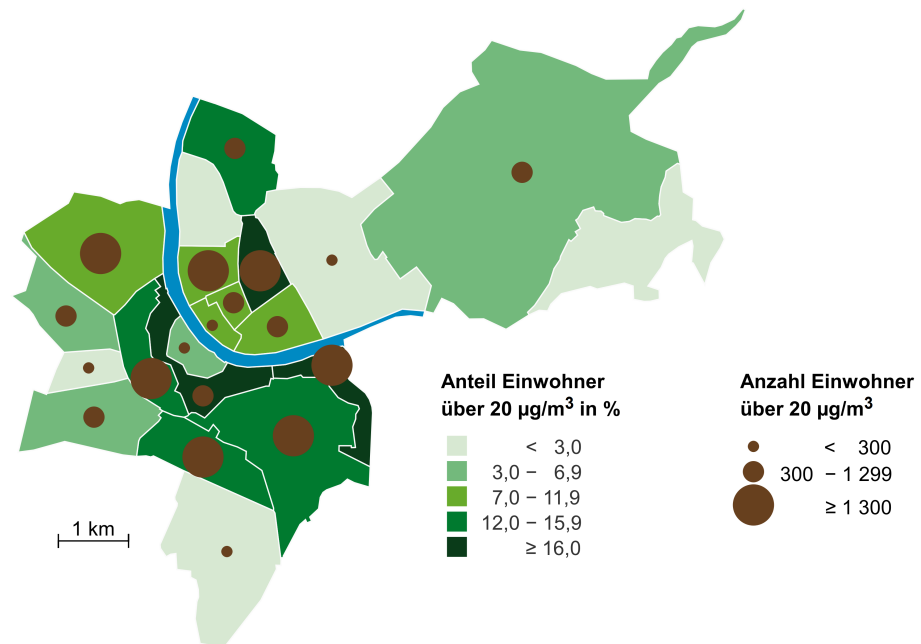 Anteil Einwohner
über 20 µg/m³ in %
< 3,0
3,0 – 6,9
7,0 – 11,9
12,0 – 15,9
≥ 16,0
Anzahl Einwohner
über 20 µg/m³
< 300
300 – 1 299
≥ 1 300
1 km